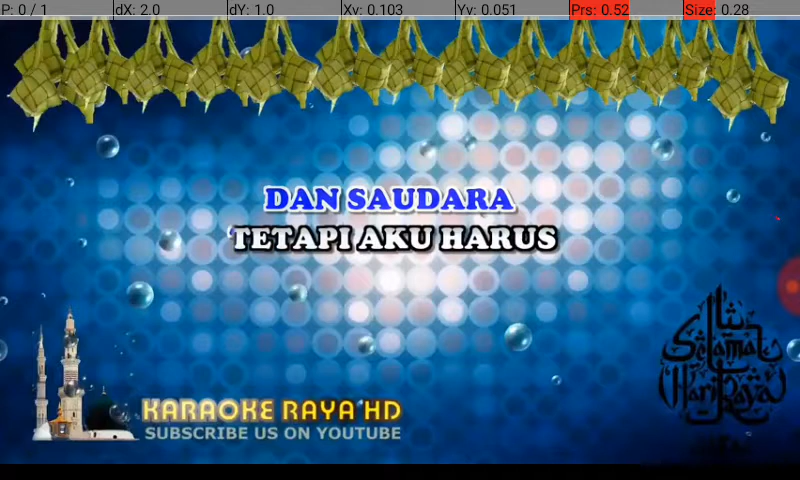 P: 0 / 1 dX: 2.0 dY: 1.0 Xv: 0.103 Yv: 0.051 Prs: 0.52 Size: 0.28
DAN SAUDARA
TETAPI AKU HARUS
Selamat
Hari Raya
KARAOKE RAYA HD
SUBSCRIBE US ON YOUTUBE